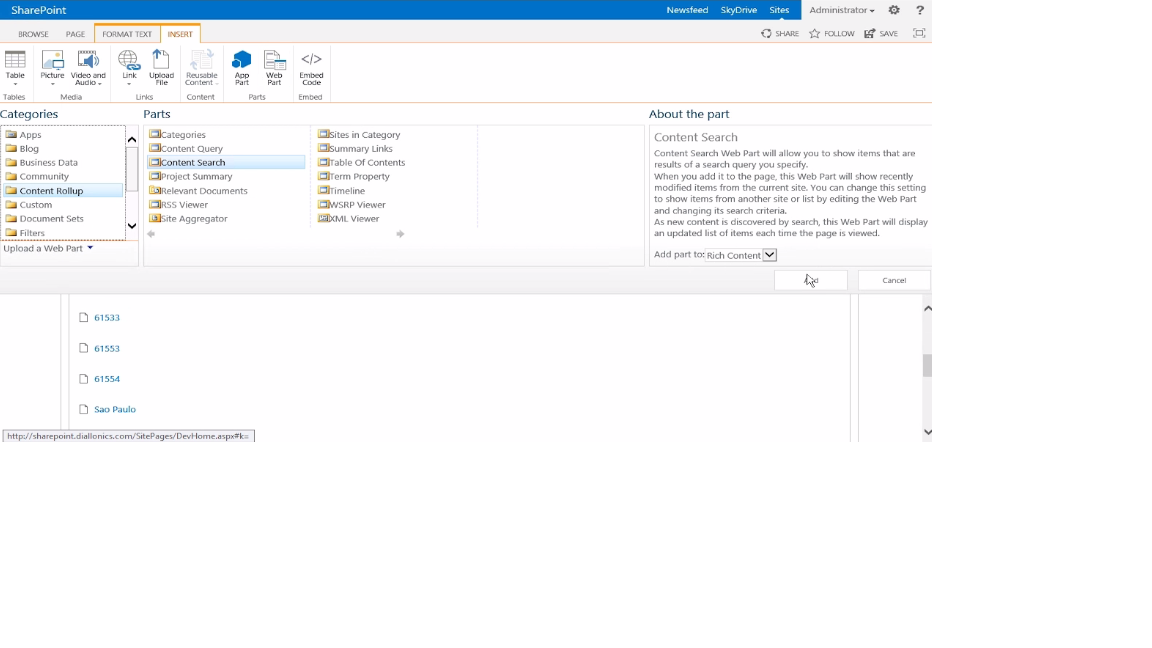 SharePoint
Newsfeed SkyDrive Sites Administrator ?
BROWSE PAGE FORMAT TEXT INSERT
SHARE FOLLOW SAVE
Table Picture Video and Audio Link Upload File Reusable Content App Part Web Part </> Embed Code
Tables Media Links Content Parts Embed
Categories
Apps
Blog
Business Data
Community
Content Rollup
Custom
Document Sets
Filters
Upload a Web Part
Parts
Categories
Content Query
Content Search
Project Summary
Relevant Documents
RSS Viewer
Site Aggregator
Sites in Category
Summary Links
Table Of Contents
Term Property
Timeline
WSRP Viewer
XML Viewer
About the part
Content Search
Content Search Web Part will allow you to show items that are
results of a search query you specify.
When you add it to the page, this Web Part will show recently
modified items from the current site. You can change this setting
to show items from another site or list by editing the Web Part
and changing its search criteria.
As new content is discovered by search, this Web Part will display
an updated list of items each time the page is viewed.
Add part to: Rich Content
Cancel
61533
61553
61554
Sao Paulo
http://sharepoint.diallonics.com/SitePages/DevHome.aspx#k=